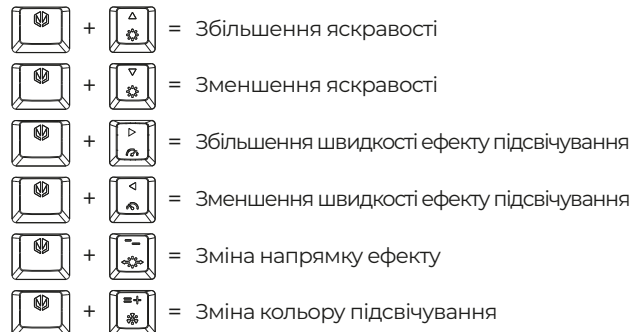 + = Збільшення яскравості
+ = Зменшення яскравості
+ = Збільшення швидкості ефекту підсвічування
+ = Зменшення швидкості ефекту підсвічування
+ -_ = Зміна напрямку ефекту
+ =+ = Зміна кольору підсвічування